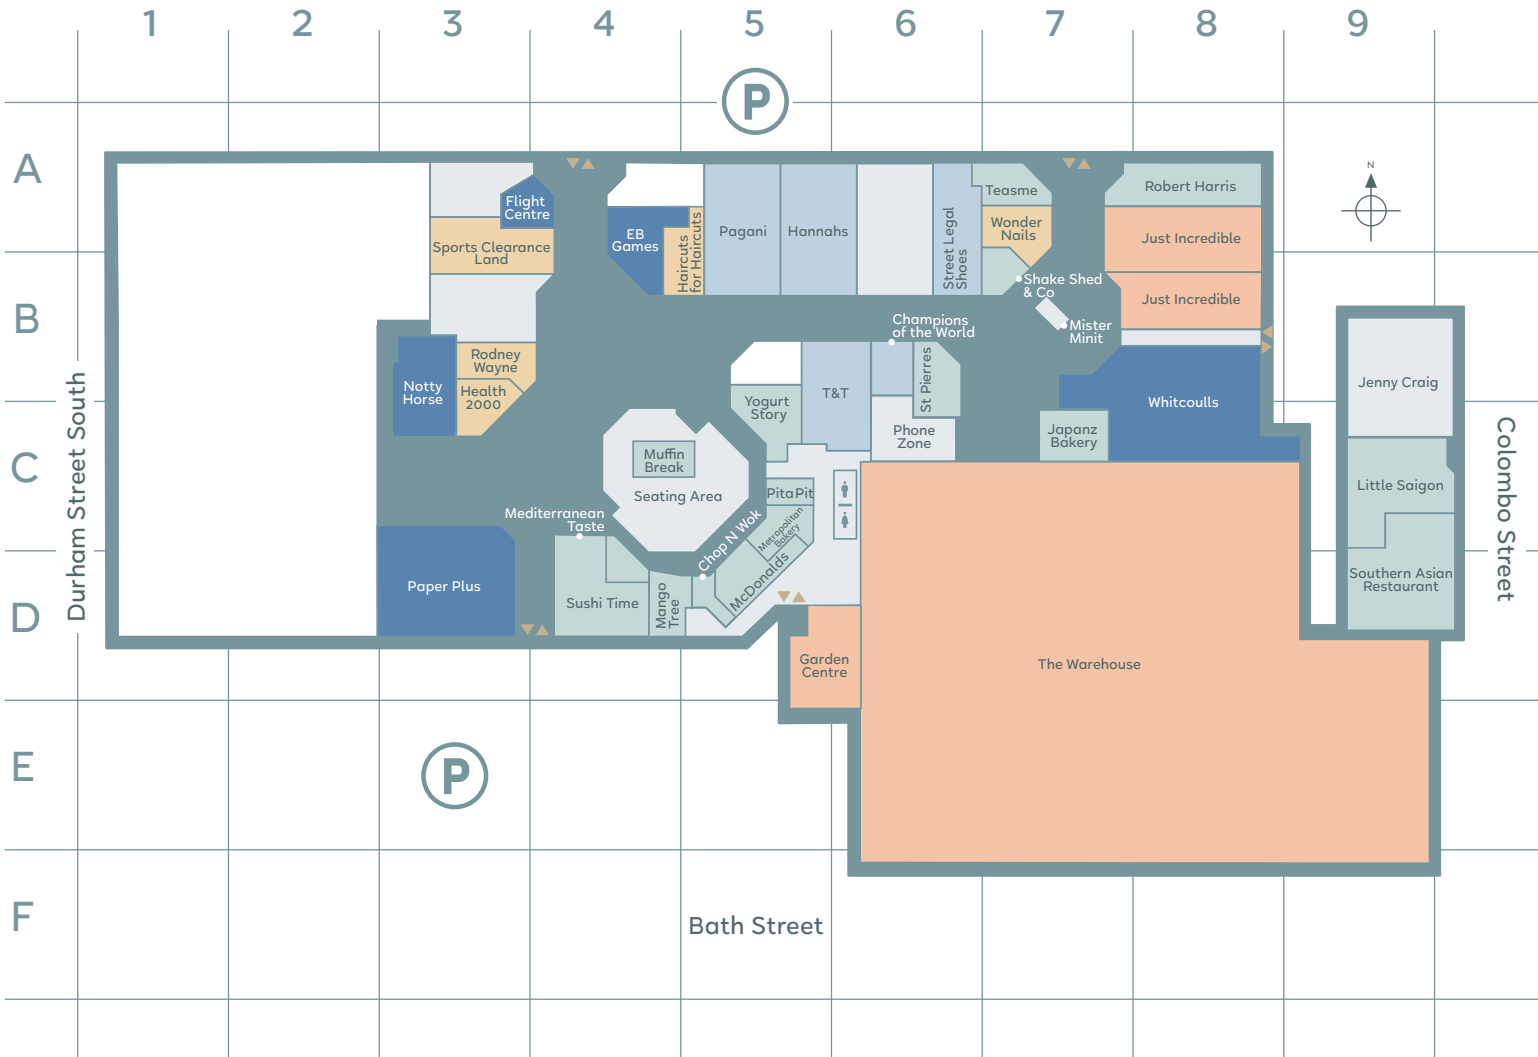 1 2 3 4 5 6 7 8 9
P
A
N
Flight
Centre
Teasme
Robert Harris
EB
Games
Haircuts
for Haircuts
Pagani
Hannahs
Street Legal
Shoes
Wonder
Nails
Just Incredible
Sports Clearance
Land
Shake Shed
& Co
Just Incredible
B
Champions
of the World
Mister
Minit
Rodney
Wayne
Notty
Horse
Health
2000
Yogurt
Story
T&T
St Pierres
Whitcoulls
Jenny Craig
Durham Street South
Phone
Zone
Japanz
Bakery
Colombo Street
C
Muffin
Break
Seating Area
Pita Pit
Little Saigon
Mediterranean
Taste
Chop N Wok
Metropolitan
Bakery
Paper Plus
McDonalds
Southern Asian
Restaurant
D
Sushi Time
Mango
Tree
Garden
Centre
The Warehouse
E
P
F
Bath Street